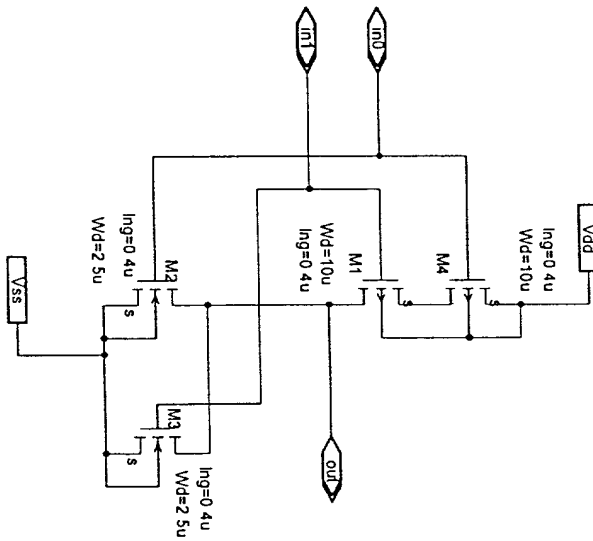 Vdd
lng=0 4u
Wd=10u
M4
in0
M1
out
Wd=10u
lng=0 4u
in1
s
s
M2
lng=0 4u
Wd=2 5u
s
M3
lng=0 4u
Wd=2 5u
s
Vss